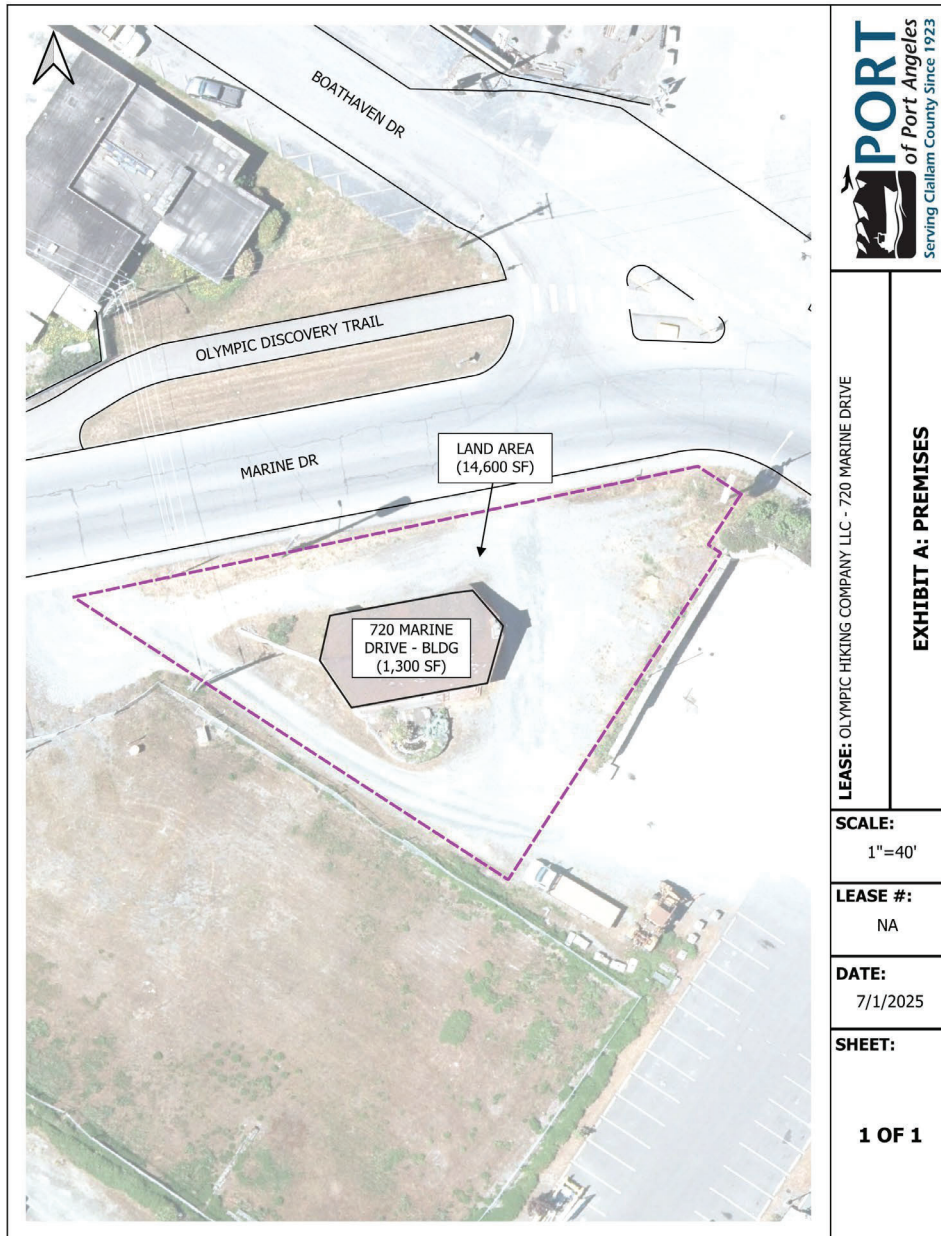 BOATHAVEN DR
OLYMPIC DISCOVERY TRAIL
MARINE DR
LAND AREA
(14,600 SF)
720 MARINE
DRIVE - BLDG
(1,300 SF)
PORT
of Port Angeles
Serving Clallam County Since 1923
LEASE: OLYMPIC HIKING COMPANY LLC - 720 MARINE DRIVE
EXHIBIT A: PREMISES
SCALE:
1"=40'
LEASE #:
NA
DATE:
7/1/2025
SHEET:
1 OF 1